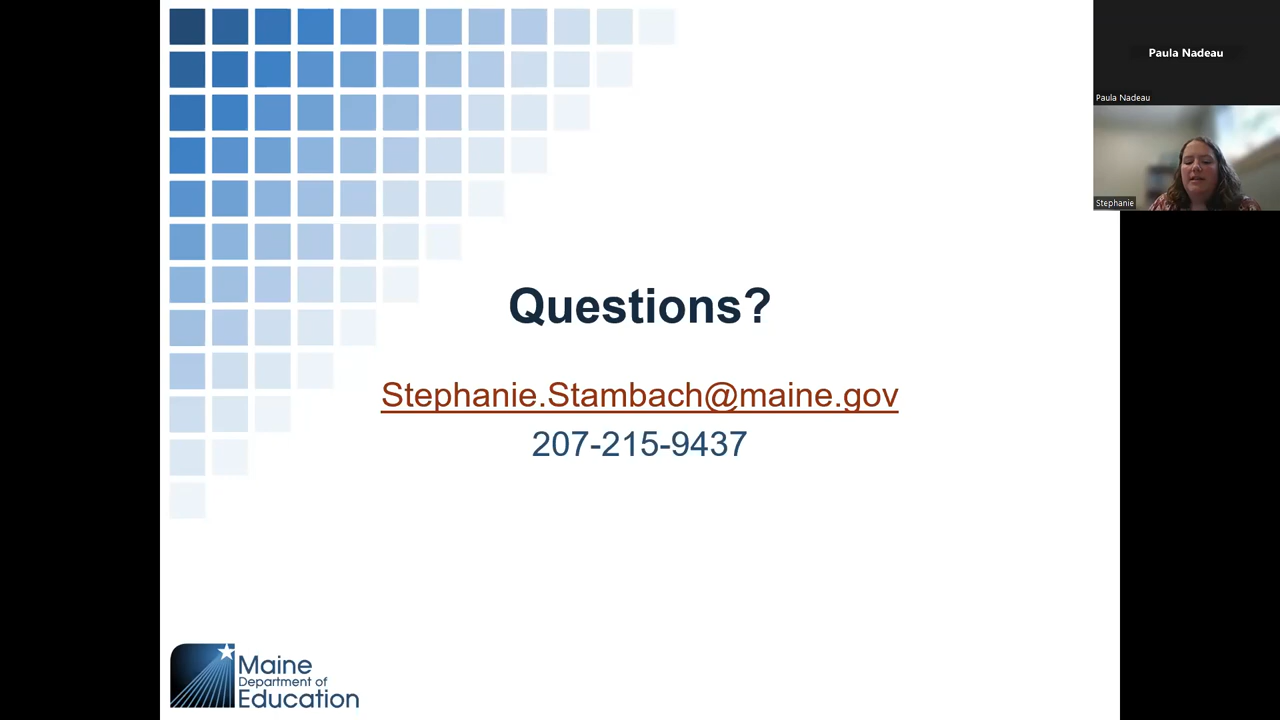 Paula Nadeau
Paula Nadeau
Stephanie
Questions?
Stephanie.Stambach@maine.gov
207-215-9437
Maine
Department of
Education